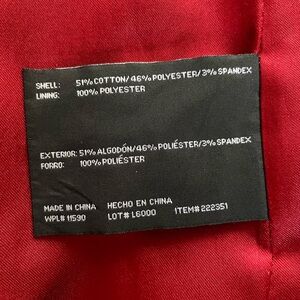 SHELL: 51% COTTON/ 46% POLYESTER/ 3% SPANDEX
LINING: 100% POLYESTER
EXTERIOR: 51% ALGODÓN/46% POLIÉSTER/3% SPANDEX
FORRO: 100% POLIÉSTER
MADE IN CHINA HECHO EN CHINA
WPL# 11590 LOT# L6000 ITEM# 222351